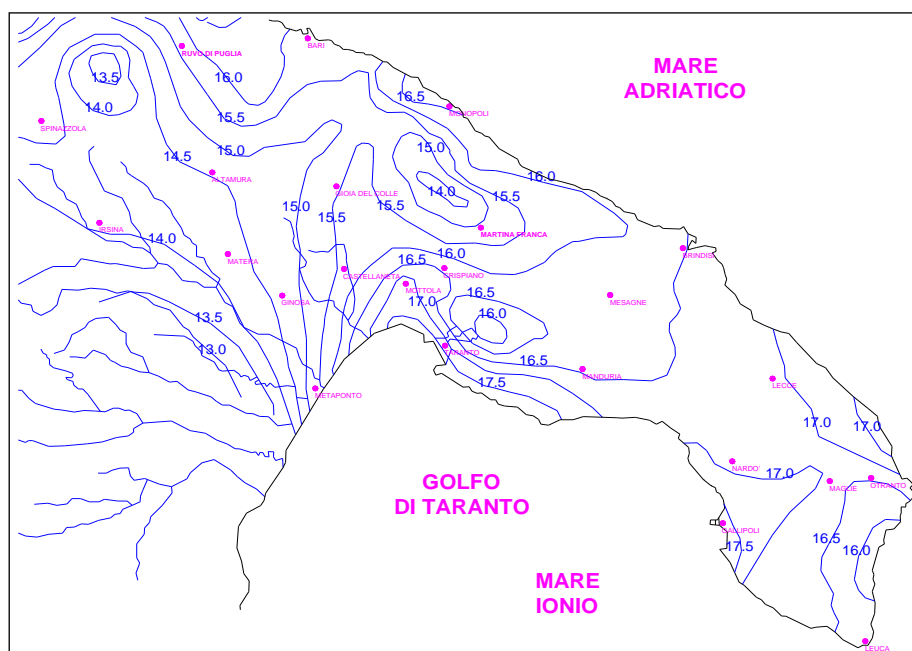 BARI
RUVO DI PUGLIA
MARE
ADRIATICO
13.5
16.0
16.5
14.0
MONOPOLI
15.5
SPINAZZOLA
15.0
15.0
14.5
ALTAMURA
16.0
GIOIA DEL COLLE
14.0
15.5
15.0
15.5
15.5
IRSINA
MARTINA FRANCA
14.0
16.0
BRINDISI
MATERA
16.5
CASTELLANETA
CRISPIANO
MOTTOLA
16.5
MESAGNE
GINOSA
17.0
13.5
16.0
13.0
TARANTO
16.5
MANDURIA
17.5
LECCE
METAPONTO
17.0
17.0
NARDO'
17.0
GOLFO
DI TARANTO
MAGLIE
OTRANTO
GALLIPOLI
16.5
17.5
16.0
MARE
IONIO
LEUCA